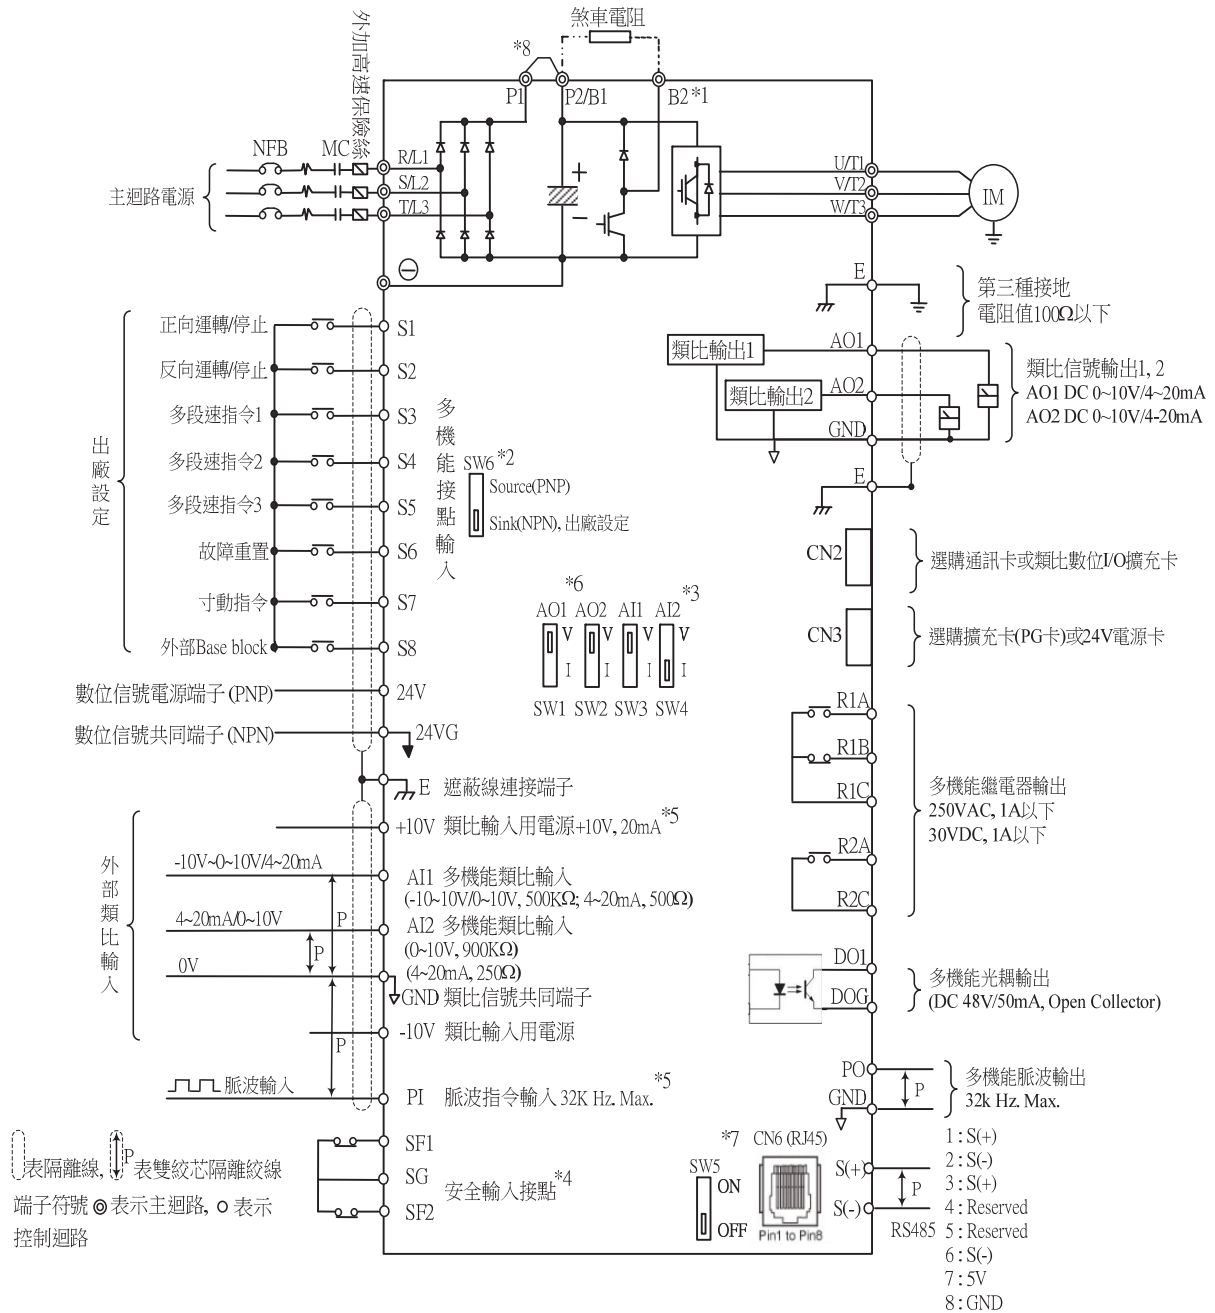 煞車電阻
外加高速保險絲
*8
P1
P2/B1
B2 *1
NFB
MC
主迴路電源
R/L1
S/L2
T/L3
+
−
U/T1
V/T2
W/T3
IM
E
第三種接地
電阻值100Ω以下
出廠設定
正向運轉/停止
S1
反向運轉/停止
S2
多段速指令1
S3
多段速指令2
S4
多段速指令3
S5
故障重置
S6
寸動指令
S7
外部Base block
S8
數位信號電源端子 (PNP)
24V
數位信號共同端子 (NPN)
24VG
多機能接點輸入
SW6 *2
Source(PNP)
Sink(NPN), 出廠設定
*6
*3
AO1 AO2 AI1 AI2
V V V V
I I I I
SW1 SW2 SW3 SW4
類比輸出1
AO1
類比輸出2
AO2
GND
E
類比信號輸出1, 2
AO1 DC 0~10V/4~20mA
AO2 DC 0~10V/4-20mA
CN2
選購通訊卡或類比數位I/O擴充卡
CN3
選購擴充卡(PG卡)或24V電源卡
R1A
R1B
R1C
R2A
R2C
多機能繼電器輸出
250VAC, 1A以下
30VDC, 1A以下
DO1
DOG
多機能光耦輸出
(DC 48V/50mA, Open Collector)
PO
GND
P
多機能脈波輸出
32k Hz. Max.
E 遮蔽線連接端子
外部類比輸入
+10V 類比輸入用電源+10V, 20mA *5
-10V~0~10V/4~20mA
AI1 多機能類比輸入
(-10~10V/0~10V, 500KΩ; 4~20mA, 500Ω)
4~20mA/0~10V
P
AI2 多機能類比輸入
(0~10V, 900KΩ)
P
0V
(4~20mA, 250Ω)
GND 類比信號共同端子
-10V 類比輸入用電源
P
脈波輸入
PI 脈波指令輸入 32K Hz. Max. *5
SF1
SG
SF2
安全輸入接點 *4
*7
SW5
ON
OFF
CN6 (RJ45)
Pin1 to Pin8
S(+)
S(-)
P
RS485
1 : S(+)
2 : S(-)
3 : S(+)
4 : Reserved
5 : Reserved
6 : S(-)
7 : 5V
8 : GND
表隔離線, P 表雙絞芯隔離絞線
端子符號 ◎ 表示主迴路, ○ 表示
控制迴路